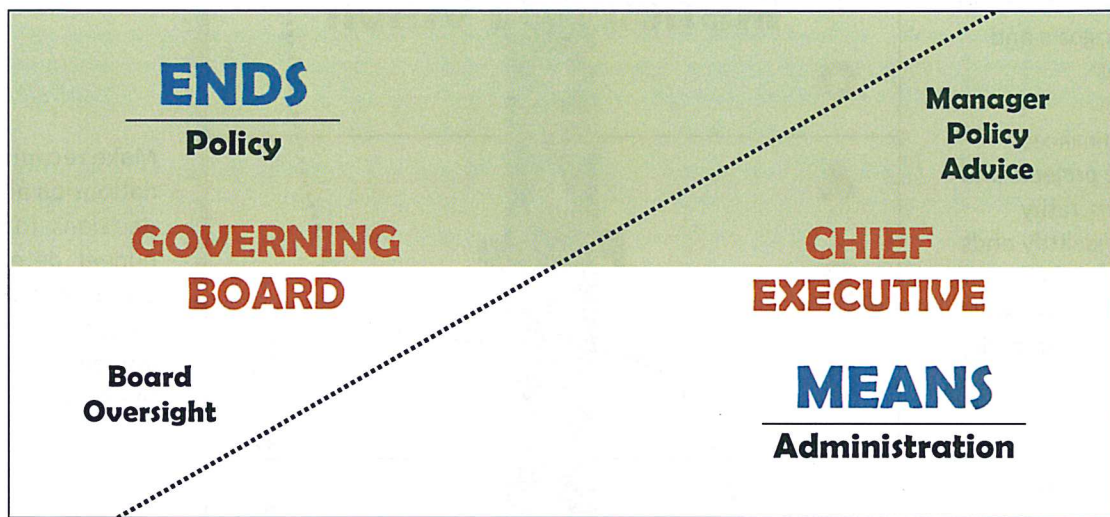 ENDS
Policy
Manager
Policy
Advice
GOVERNING
BOARD
CHIEF
EXECUTIVE
Board
Oversight
MEANS
Administration